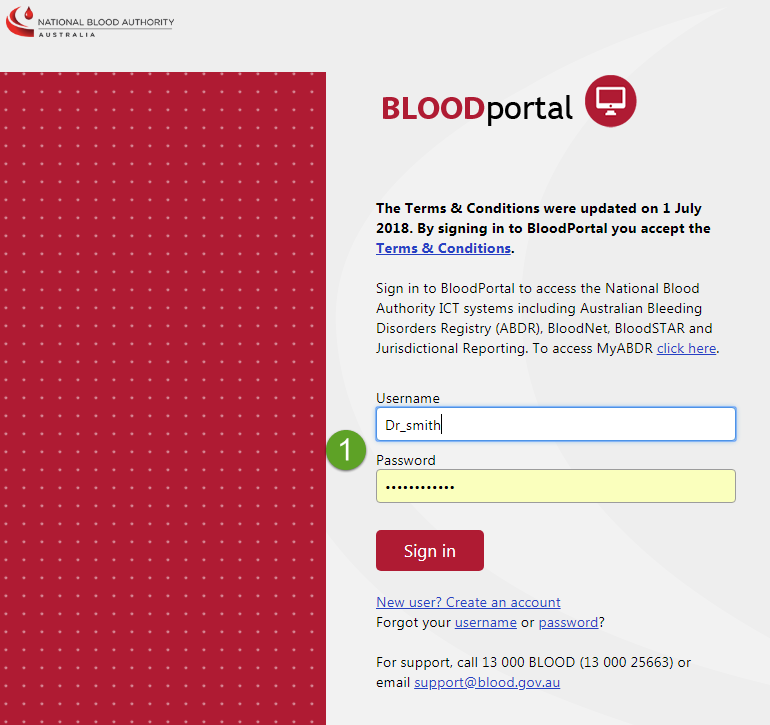 NATIONAL BLOOD AUTHORITY
AUSTRALIA
BLOODportal
The Terms & Conditions were updated on 1 July
2018. By signing in to BloodPortal you accept the
Terms & Conditions.
Sign in to BloodPortal to access the National Blood
Authority ICT systems including Australian Bleeding
Disorders Registry (ABDR), BloodNet, BloodSTAR and
Jurisdictional Reporting. To access MyABDR click here.
Username
Dr_smith
1
Password
••••••••••••
Sign in
New user? Create an account
Forgot your username or password?
For support, call 13 000 BLOOD (13 000 25663) or
email support@blood.gov.au